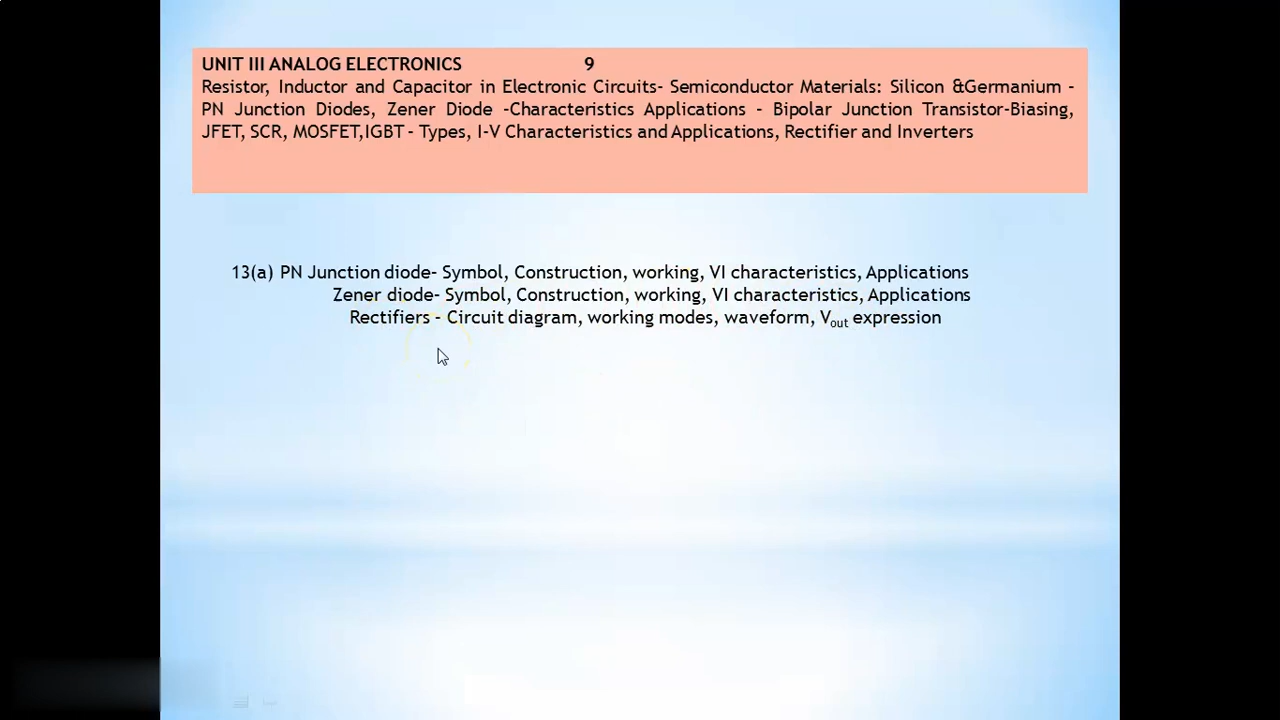 UNIT III ANALOG ELECTRONICS 9
Resistor, Inductor and Capacitor in Electronic Circuits- Semiconductor Materials: Silicon &Germanium -
PN Junction Diodes, Zener Diode -Characteristics Applications - Bipolar Junction Transistor-Biasing,
JFET, SCR, MOSFET,IGBT - Types, I-V Characteristics and Applications, Rectifier and Inverters
13(a) PN Junction diode- Symbol, Construction, working, VI characteristics, Applications
Zener diode- Symbol, Construction, working, VI characteristics, Applications
Rectifiers - Circuit diagram, working modes, waveform, Vout expression